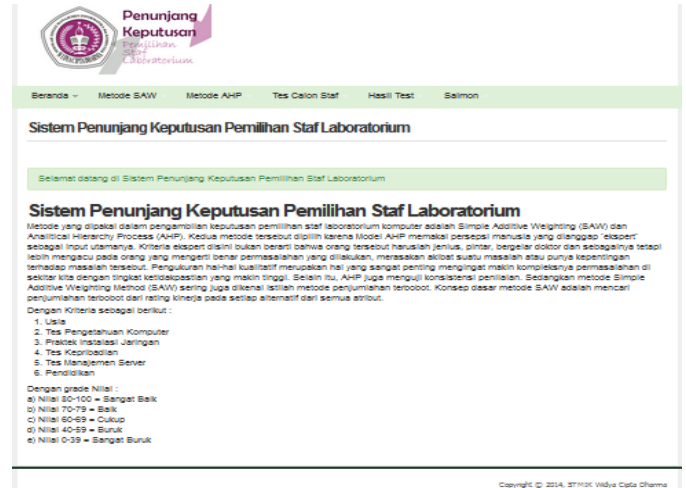 Penunjang
Keputusan
Pemilihan
Staf
Laboratorium
Beranda Metode SAW Metode AHP Tes Calon Staf Hasil Test Salmon
Sistem Penunjang Keputusan Pemilihan Staf Laboratorium
Selamat datang di Sistem Penunjang Keputusan Pemilihan Staf Laboratorium
Sistem Penunjang Keputusan Pemilihan Staf Laboratorium
Metode yang dipakai dalam pengambilan keputusan pemilihan staf laboratorium komputer adalah Simple Additive Weighting (SAW) dan
Analitical Hierarchy Process (AHP). Kedua metode tersebut dipilih karena Model AHP memakai persepsi manusia yang dianggap 'ekspert'
sebagai input utamanya. Kriteria ekspert disini bukan berarti bahwa orang tersebut haruslah jenius, pintar, bergelar doktor dan sebagainya tetapi
lebih mengacu pada orang yang mengerti benar permasalahan yang dilakukan, merasakan akibat suatu masalah atau punya kepentingan
terhadap masalah tersebut. Pengukuran hal-hal kualitatif merupakan hal yang sangat penting mengingat makin kompleksnya permasalahan di
sekitar kita dengan tingkat ketidakpastian yang makin tinggi. Selain itu, AHP juga menguji konsistensi penilaian. Sedangkan metode Simple
Additive Weighting Method (SAW) sering juga dikenal istilah metode penjumlahan terbobot. Konsep dasar metode SAW adalah mencari
penjumlahan terbobot dari rating kinerja pada setiap alternatif dari semua atribut.
Dengan Kriteria sebagai berikut :
1. Usia
2. Tes Pengetahuan Komputer
3. Praktek Instalasi Jaringan
4. Tes Kepribadian
5. Tes Manajemen Server
6. Pendidikan
Dengan grade Nilai :
a) Nilai 80-100 = Sangat Baik
b) Nilai 70-79 = Baik
c) Nilai 60-69 = Cukup
d) Nilai 40-59 = Buruk
e) Nilai 0-39 = Sangat Buruk
Copyright © 2014, STMIK Widya Cipta Dharma